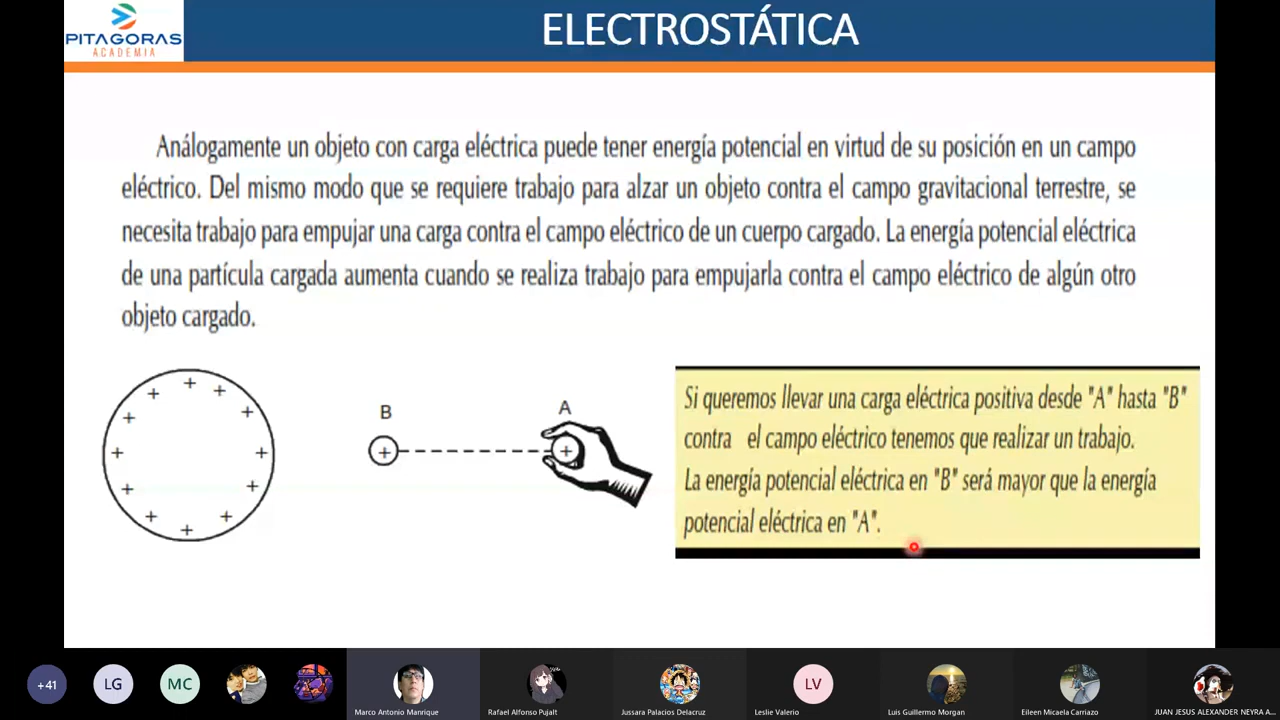 PITAGORAS
ACADEMIA
ELECTROSTÁTICA
Análogamente un objeto con carga eléctrica puede tener energía potencial en virtud de su posición en un campo
eléctrico. Del mismo modo que se requiere trabajo para alzar un objeto contra el campo gravitacional terrestre, se
necesita trabajo para empujar una carga contra el campo eléctrico de un cuerpo cargado. La energía potencial eléctrica
de una partícula cargada aumenta cuando se realiza trabajo para empujarla contra el campo eléctrico de algún otro
objeto cargado.
B
A
Si queremos llevar una carga eléctrica positiva desde "A" hasta "B"
contra el campo eléctrico tenemos que realizar un trabajo.
La energía potencial eléctrica en "B" será mayor que la energía
potencial eléctrica en "A".
+41
LG
MC
LV
Marco Antonio Manrique
Rafael Alfonso Pujalt
Jussara Palacios Delacruz
Leslie Valerio
Luis Guillermo Morgan
Eileen Micaela Carriazo
JUAN JESUS ALEXANDER NEYRA A...